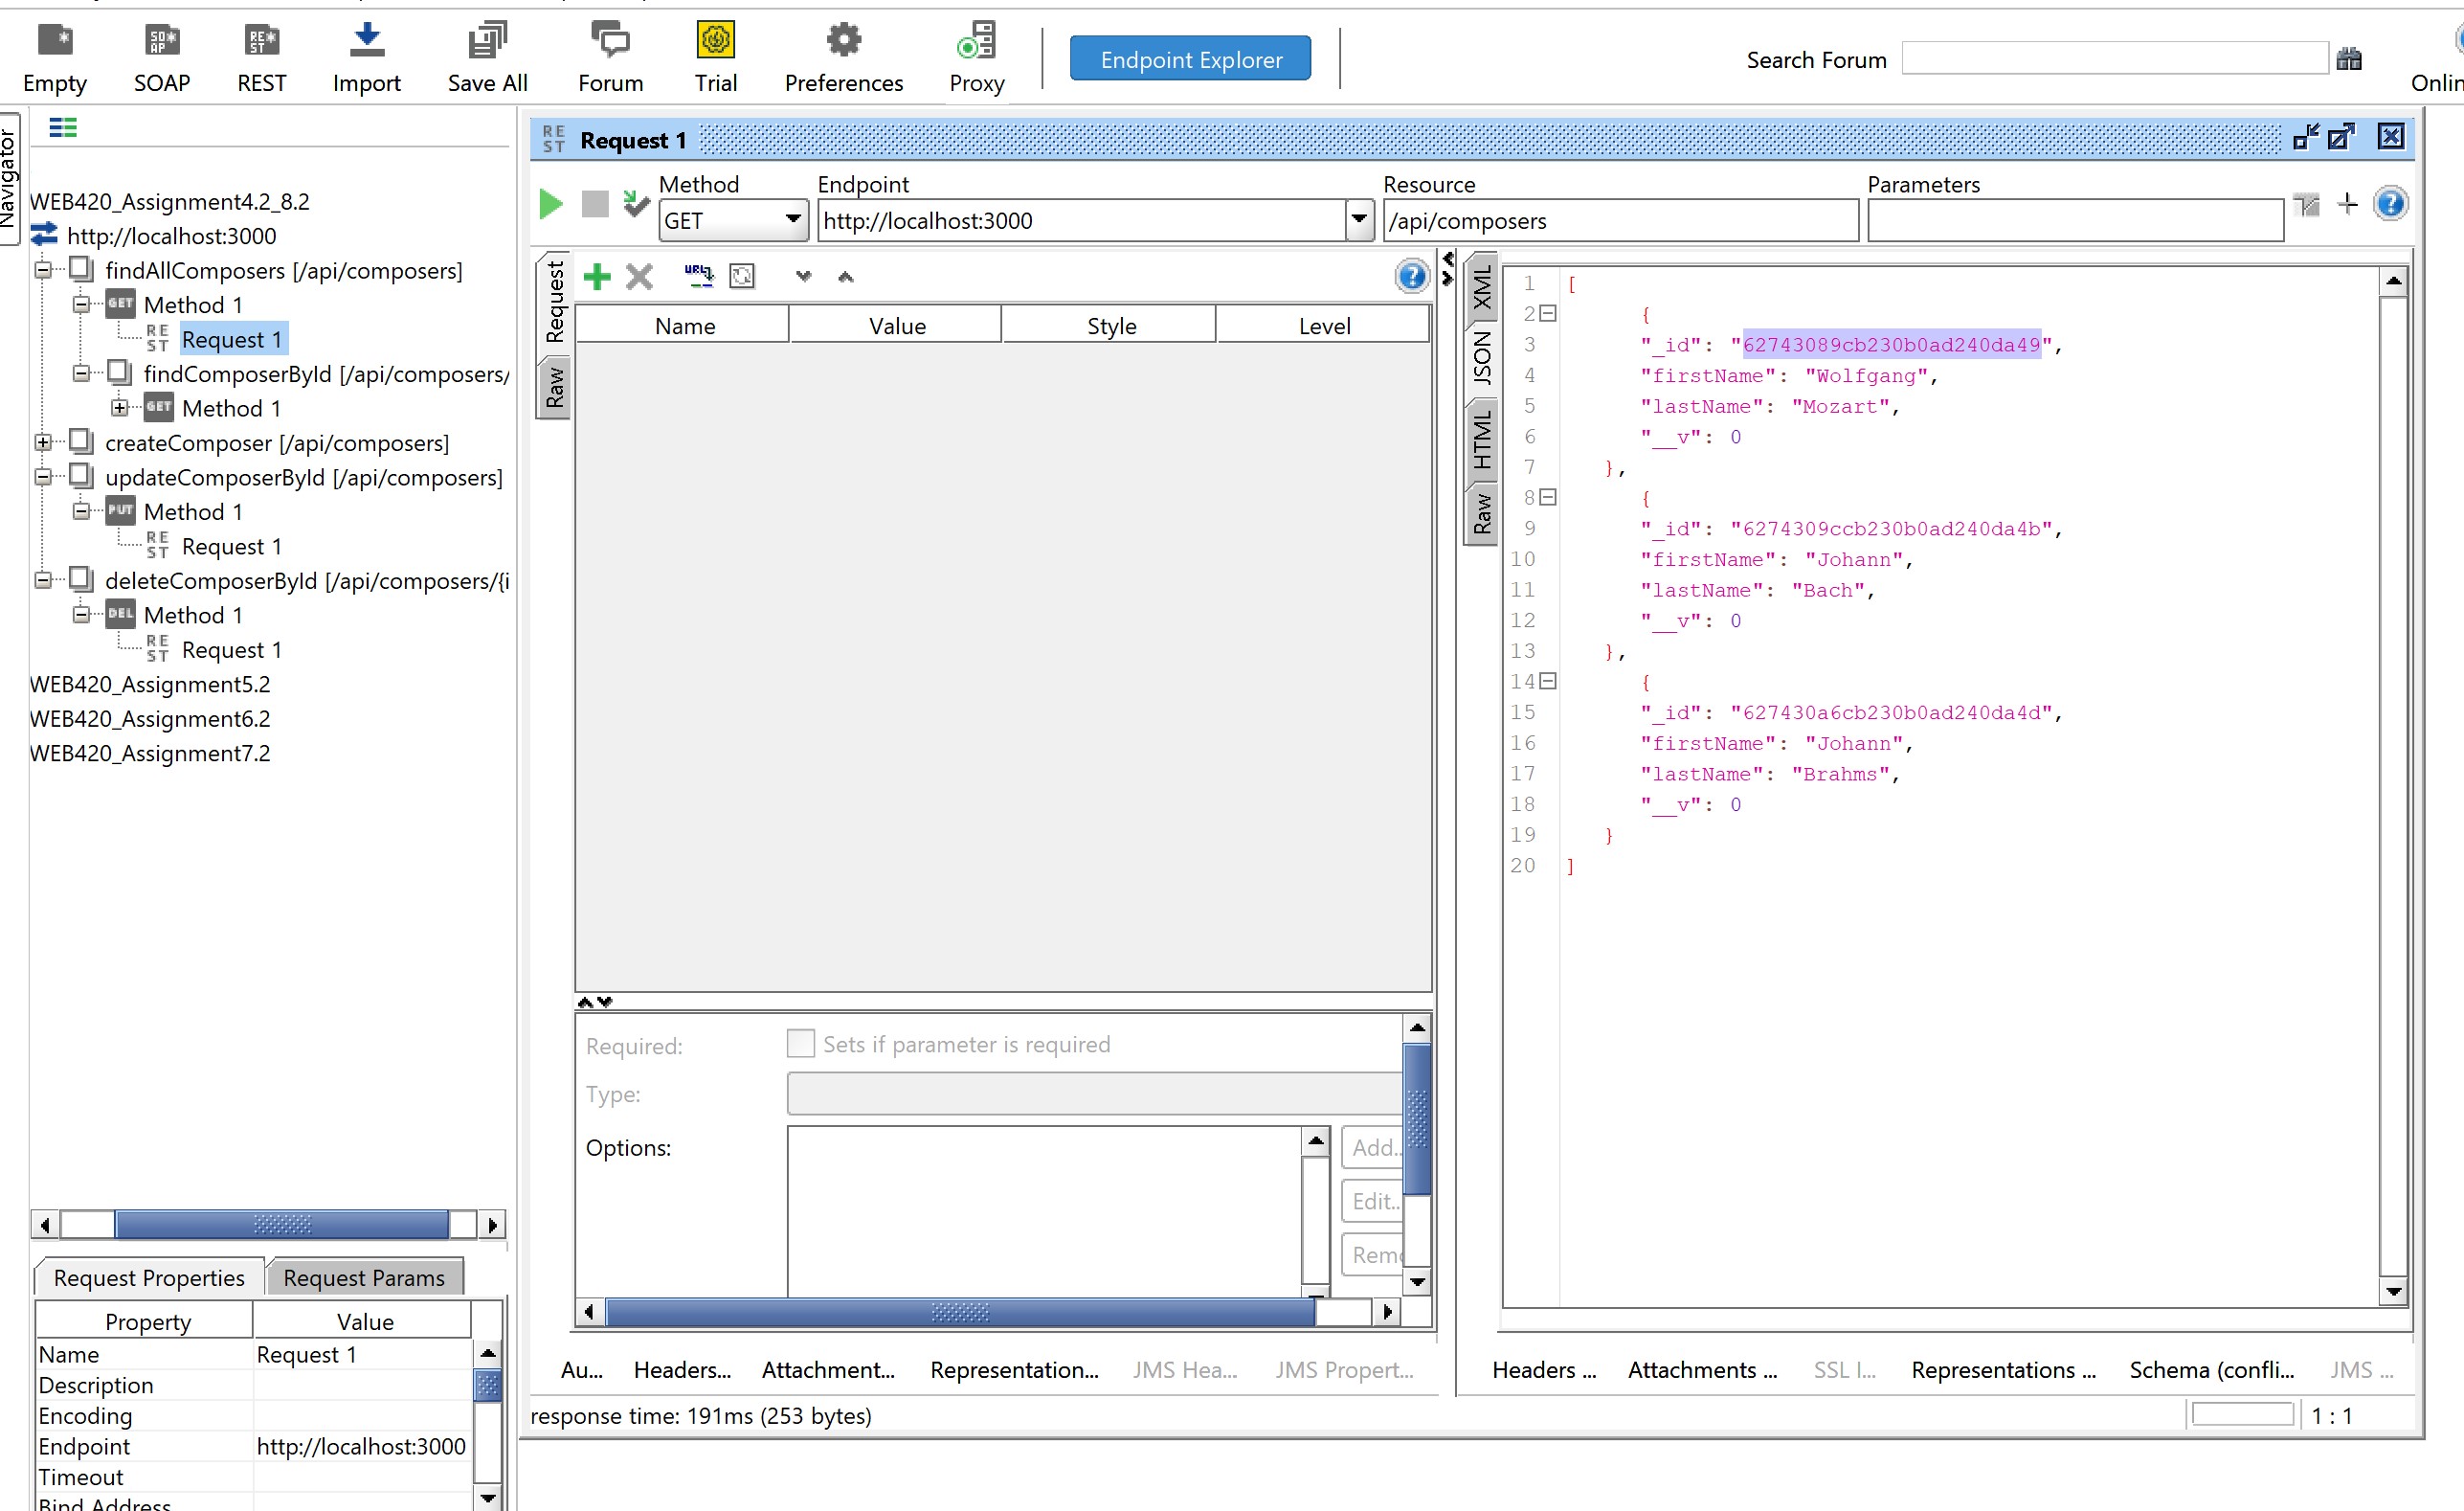 Empty
SOAP
REST
Import
Save All
Forum
Trial
Preferences
Proxy
Endpoint Explorer
Search Forum
Navigator
WEB420_Assignment4.2_8.2
http://localhost:3000
findAllComposers [/api/composers]
GET Method 1
REST Request 1
findComposerById [/api/composers/
GET Method 1
createComposer [/api/composers]
updateComposerById [/api/composers]
PUT Method 1
REST Request 1
deleteComposerById [/api/composers/{i
DEL Method 1
REST Request 1
WEB420_Assignment5.2
WEB420_Assignment6.2
WEB420_Assignment7.2
Request Properties
Request Params
Property Value
Name Request 1
Description
Encoding
Endpoint http://localhost:3000
Timeout
Bind Address
REST Request 1
Method Endpoint Resource Parameters
GET http://localhost:3000 /api/composers
Request
Raw
Name Value Style Level
Required: Sets if parameter is required
Type:
Options:
Add..
Edit..
Au... Headers... Attachment... Representation... JMS Hea... JMS Propert...
XML
JSON
HTML
Raw
1 [
2 {
3 "_id": "62743089cb230b0ad240da49",
4 "firstName": "Wolfgang",
5 "lastName": "Mozart",
6 "__v": 0
7 },
8 {
9 "_id": "6274309ccb230b0ad240da4b",
10 "firstName": "Johann",
11 "lastName": "Bach",
12 "__v": 0
13 },
14 {
15 "_id": "627430a6cb230b0ad240da4d",
16 "firstName": "Johann",
17 "lastName": "Brahms",
18 "__v": 0
19 }
20 ]
Headers ... Attachments ... SSL I... Representations ... Schema (confli... JMS ...
response time: 191ms (253 bytes)
1 : 1